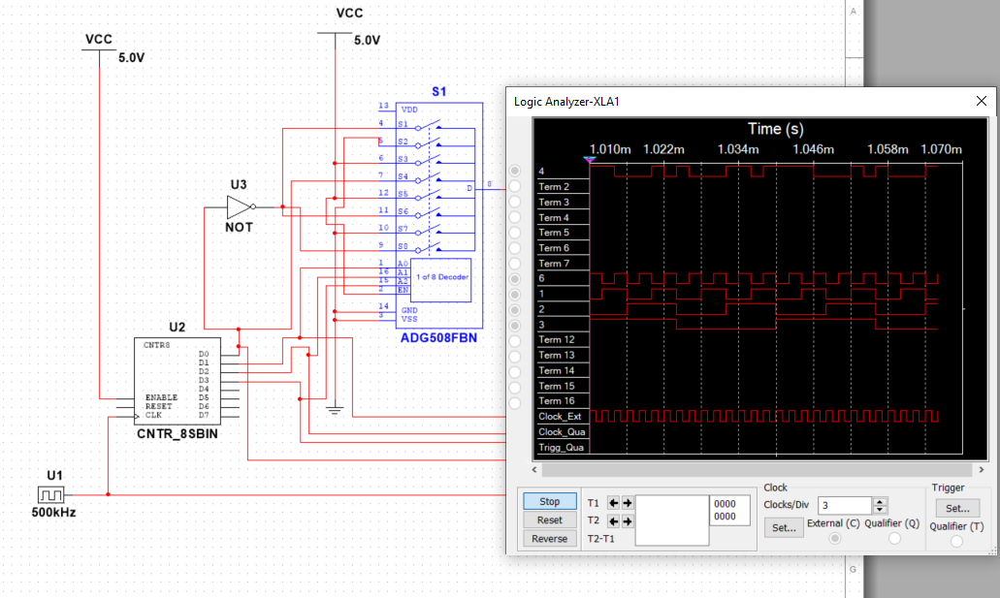 VCC
5.0V
VCC
5.0V
A
S1
13 VDD
4 S1
5 S2
6 S3
7 S4
12 S5
11 S6
10 S7
9 S8
D 8
1 A0
16 A1
15 A2
2 EN
1 of 8 Decoder
14 GND
3 VSS
ADG508FBN
U3
NOT
U2
CNTR8
D0
D1
D2
D3
D4
ENABLE D5
RESET D6
CLK D7
CNTR_8SBIN
U1
500kHz
Logic Analyzer-XLA1
Time (s)
1.010m 1.022m 1.034m 1.046m 1.058m 1.070m
4
Term 2
Term 3
Term 4
Term 5
Term 6
Term 7
6
1
2
3
Term 12
Term 13
Term 14
Term 15
Term 16
Clock_Ext
Clock_Qua
Trigg_Qua
Stop
Reset
Reverse
T1
T2
T2-T1
0000
0000
Clock
Clocks/Div 3
Set... External (C) Qualifier (Q)
Trigger
Set...
Qualifier (T)
G